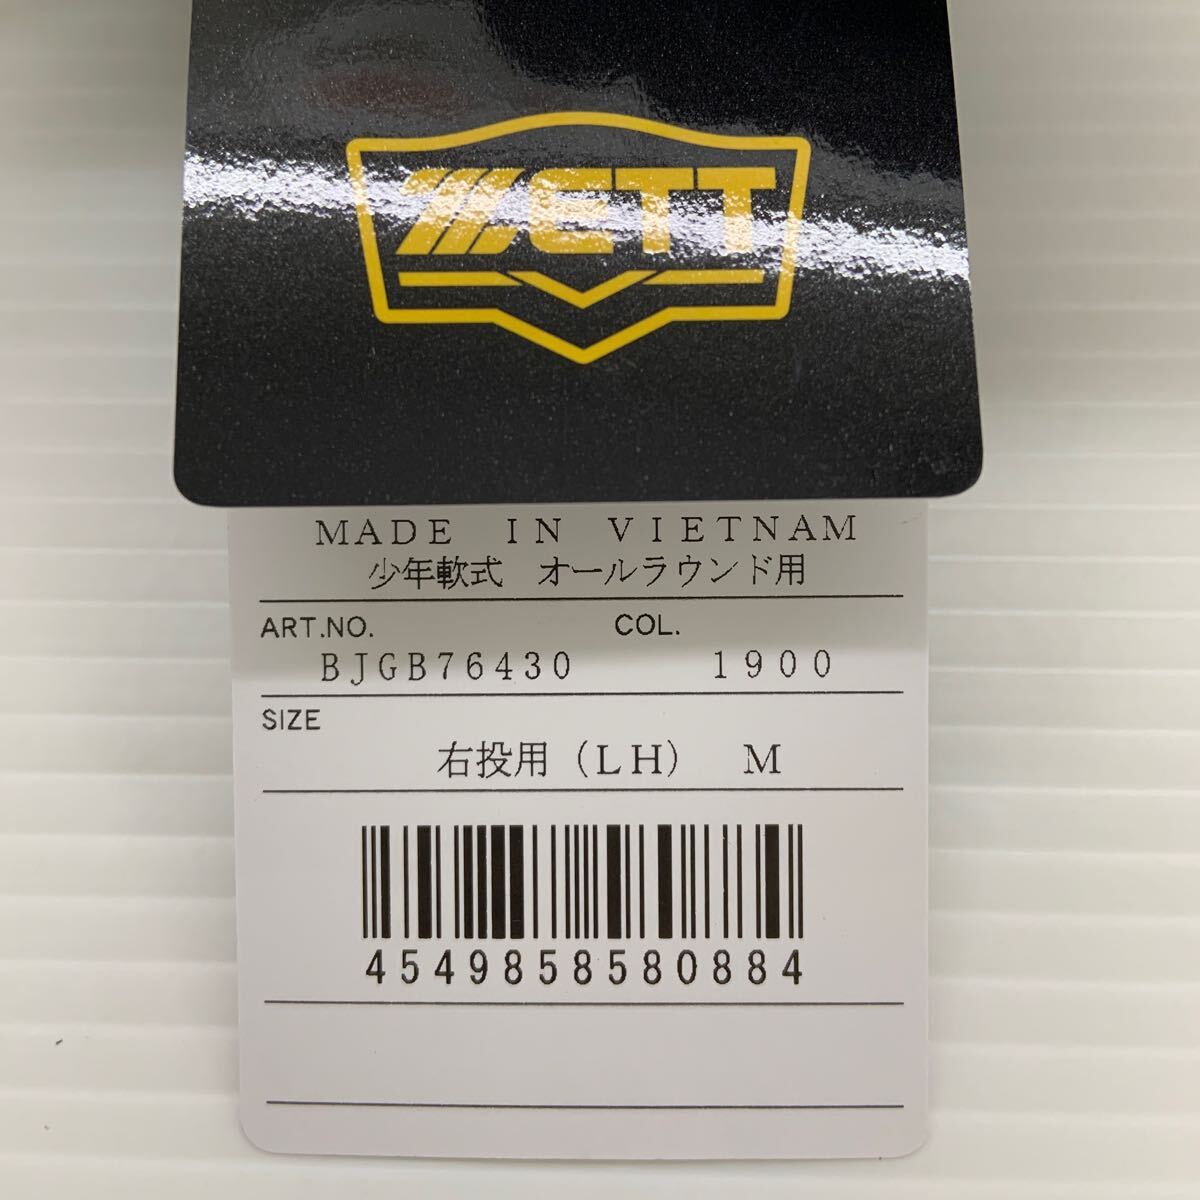 ZETT
MADE IN VIETNAM
少年軟式 オールラウンド用
ART.NO. COL.
BJGB76430 1900
SIZE
右投用（LH） M
4549858580884